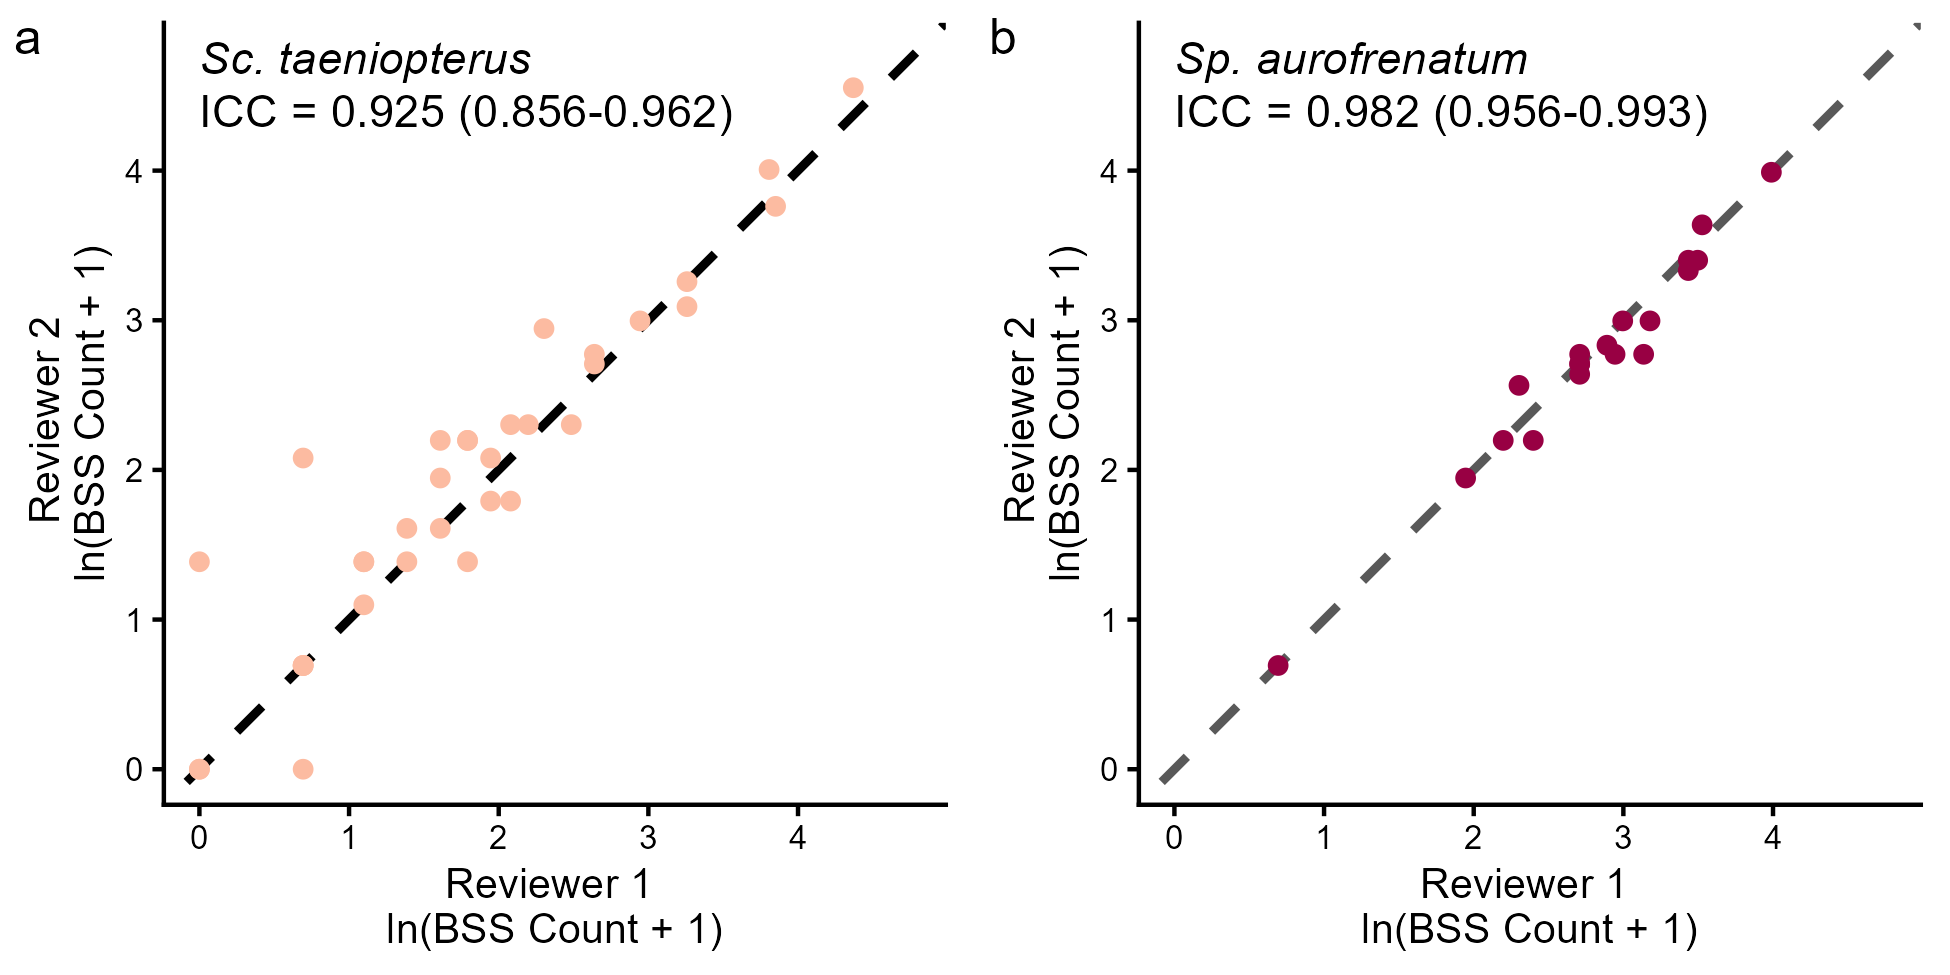 a
Sc. taeniopterus
ICC = 0.925 (0.856-0.962)
4
3
2
1
0
Reviewer 2
ln(BSS Count + 1)
0 1 2 3 4
Reviewer 1
ln(BSS Count + 1)
b
Sp. aurofrenatum
ICC = 0.982 (0.956-0.993)
4
3
2
1
0
Reviewer 2
ln(BSS Count + 1)
0 1 2 3 4
Reviewer 1
ln(BSS Count + 1)